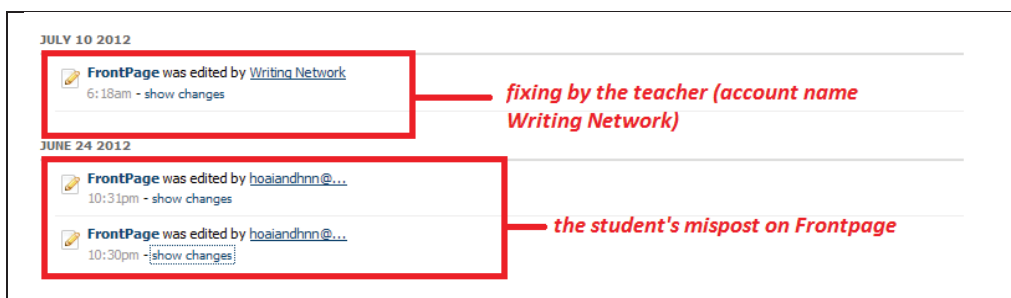 JULY 10 2012
FrontPage was edited by Writing Network
6:18am - show changes
fixing by the teacher (account name
Writing Network)
JUNE 24 2012
FrontPage was edited by hoaiandhnn@...
10:31pm - show changes
the student's mispost on Frontpage
FrontPage was edited by hoaiandhnn@...
10:30pm - show changes